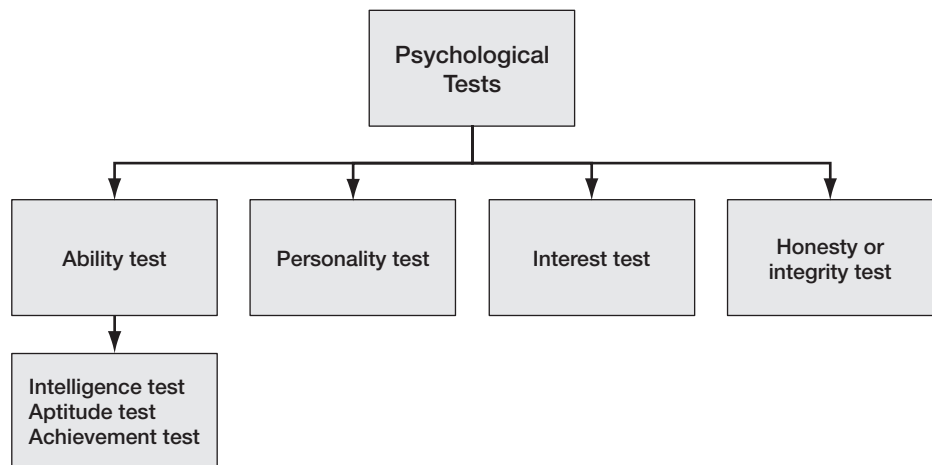 Psychological
Tests
Ability test
Personality test
Interest test
Honesty or
integrity test
Intelligence test
Aptitude test
Achievement test